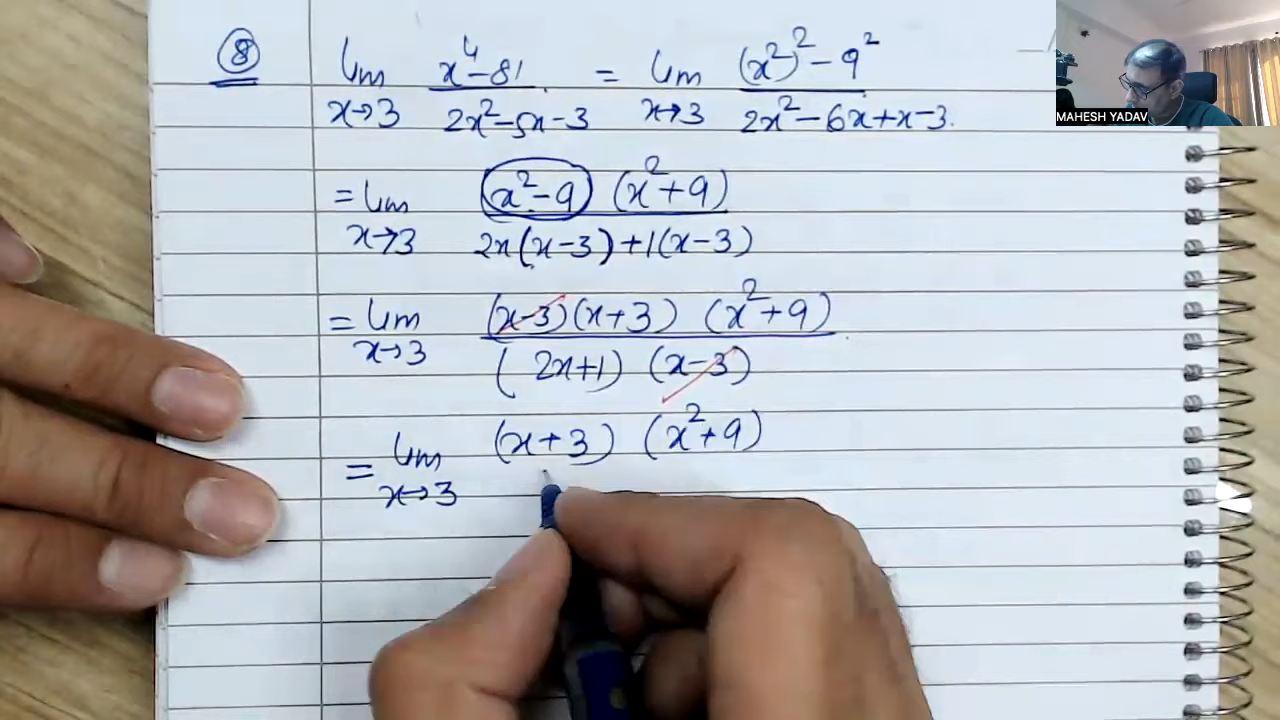 ⑧ lim x→3 x⁴-81 / 2x²-5x-3 = lim x→3 (x²)²-9² / 2x²-6x+x-3.
= lim x→3 (x²-9) (x²+9) / 2x(x-3)+1(x-3)
= lim x→3 (x-3)(x+3) (x²+9) / (2x+1) (x-3)
= lim x→3 (x+3) (x²+9)
MAHESH YADAV